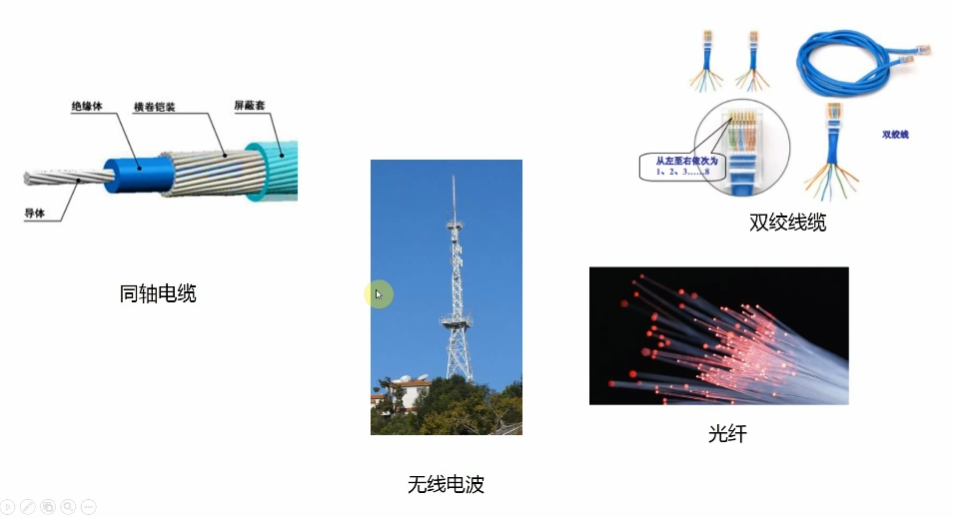 绝缘体
横卷铠装
屏蔽套
导体
同轴电缆
从左至右依次为
1、2、3……8
双绞线
双绞线缆
光纤
无线电波